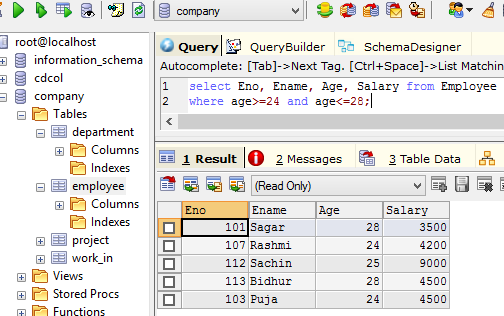 company
root@localhost
information_schema
cdcol
company
Tables
department
Columns
Indexes
employee
Columns
Indexes
project
work_in
Views
Stored Procs
Functions
Query QueryBuilder SchemaDesigner
Autocomplete: [Tab]->Next Tag. [Ctrl+Space]->List Matchin
1 select Eno, Ename, Age, Salary from Employee
2 where age>=24 and age<=28;
1 Result 2 Messages 3 Table Data
(Read Only)
Eno Ename Age Salary
101 Sagar 28 3500
107 Rashmi 24 4200
112 Sachin 25 9000
113 Bidhur 28 4500
103 Puja 24 4500